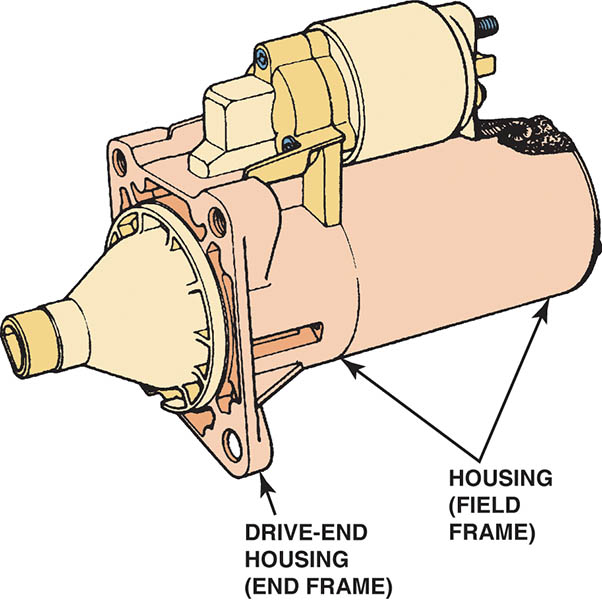 HOUSING
(FIELD
FRAME)
DRIVE-END
HOUSING
(END FRAME)